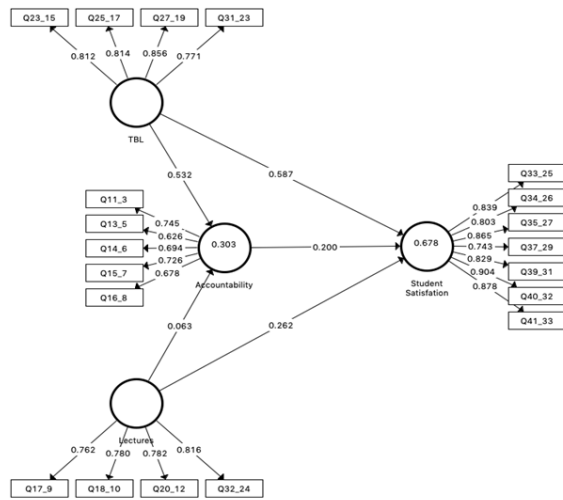 Q23_15 Q25_17 Q27_19 Q31_23
0.812 0.814 0.856 0.771
TBL
0.532
0.587
Q11_3
Q13_5
Q14_6
Q15_7
Q16_8
0.745
0.626
0.694
0.726
0.678
0.303
Accountability
0.200
0.678
Student
Satisfation
Q33_25
Q34_26
Q35_27
Q37_29
Q39_31
Q40_32
Q41_33
0.839
0.803
0.865
0.743
0.829
0.904
0.878
0.063
0.262
Lectures
0.762 0.780 0.782 0.816
Q17_9 Q18_10 Q20_12 Q32_24